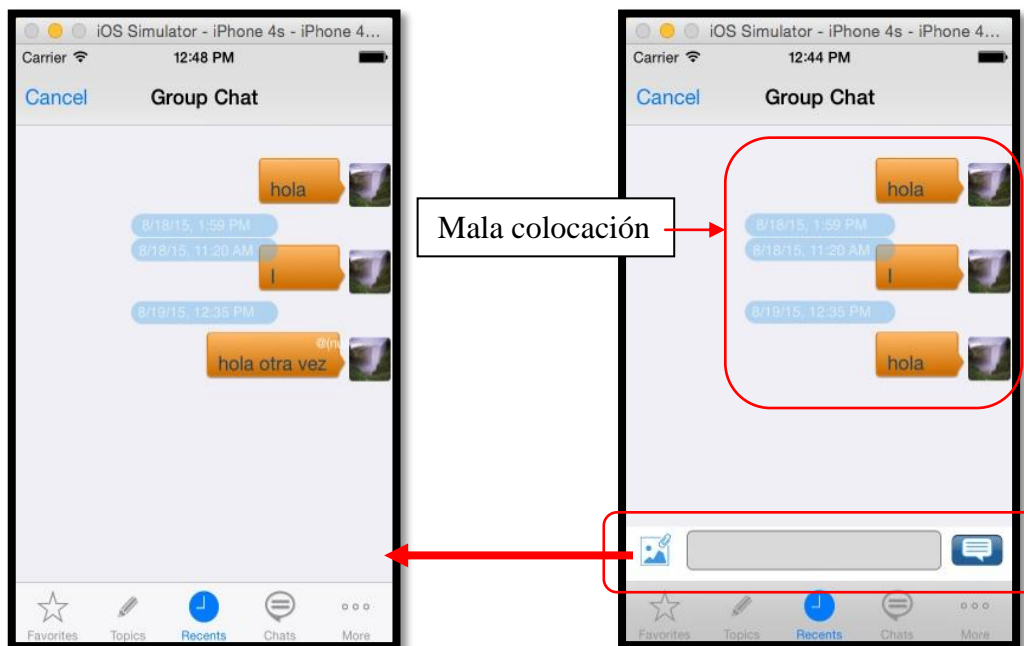 iOS Simulator - iPhone 4s - iPhone 4...
Carrier
12:48 PM
Cancel
Group Chat
hola
8/18/15, 1:59 PM
8/18/15, 11:20 AM
I
8/19/15, 12:35 PM
hola otra vez
Favorites
Topics
Recents
Chats
More
Mala colocación
iOS Simulator - iPhone 4s - iPhone 4...
Carrier
12:44 PM
Cancel
Group Chat
hola
8/18/15, 1:59 PM
8/18/15, 11:20 AM
I
8/19/15, 12:35 PM
hola
Favorites
Topics
Recents
Chats
More